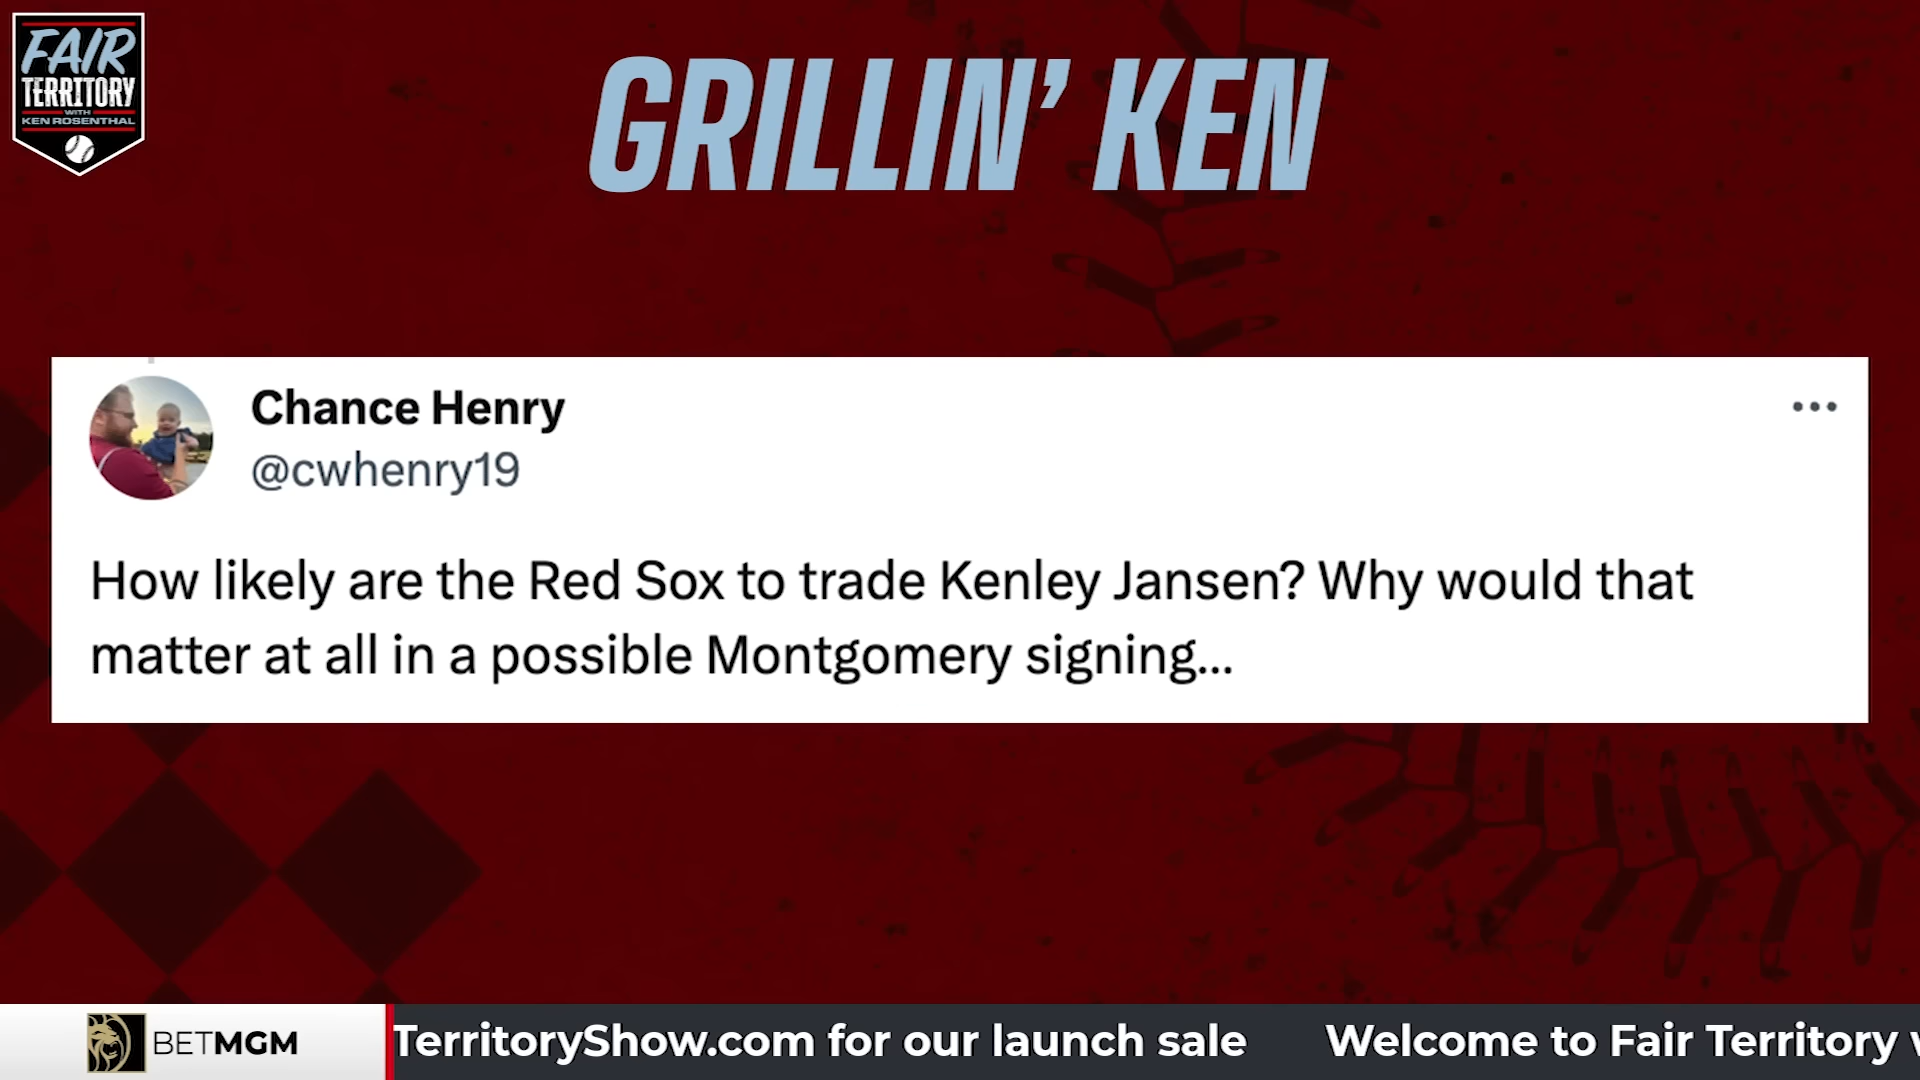 FAIR
TERRITORY
WITH
KEN ROSENTHAL
GRILLIN' KEN
Chance Henry
@cwhenry19
How likely are the Red Sox to trade Kenley Jansen? Why would that
matter at all in a possible Montgomery signing...
BETMGM
TerritoryShow.com for our launch sale Welcome to Fair Territory